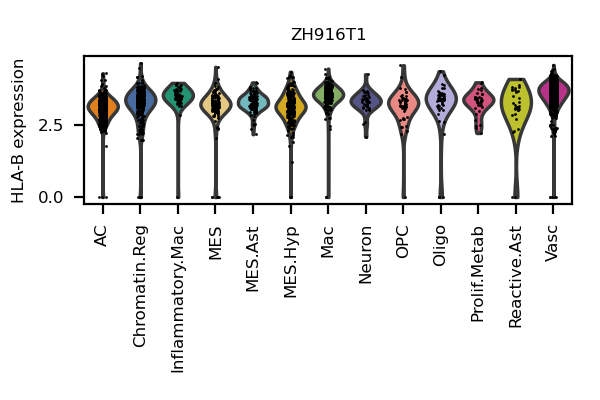 ZH916T1
HLA-B expression
2.5
0.0
AC
Chromatin.Reg
Inflammatory.Mac
MES
MES.Ast
MES.Hyp
Mac
Neuron
OPC
Oligo
Prolif.Metab
Reactive.Ast
Vasc